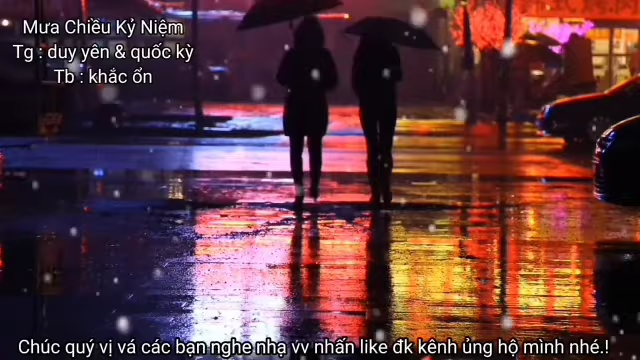 Mưa Chiều Kỷ Niệm
Tg : duy yên & quốc kỳ
Tb : khắc ổn
Chúc quý vị vá các bạn nghe nhạ vv nhấn like đk kênh ủng hộ mình nhé.!